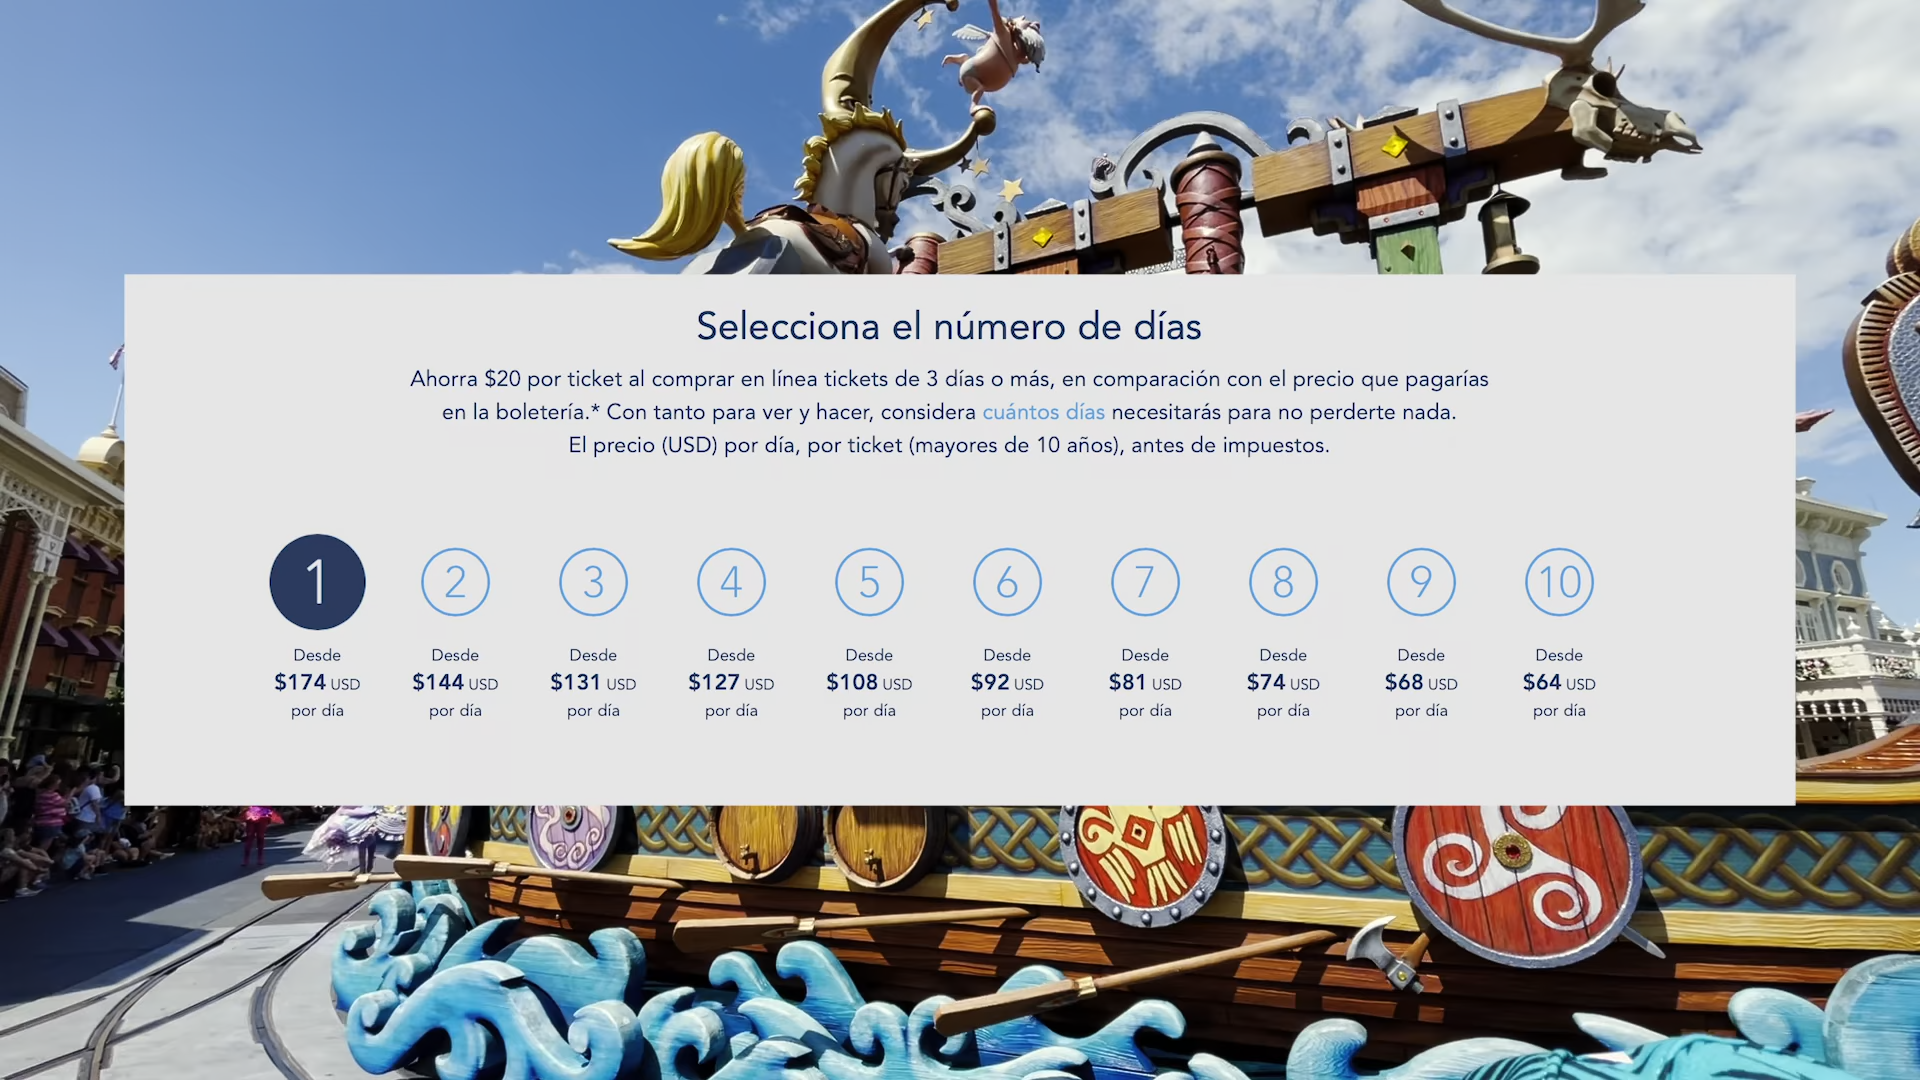 Selecciona el número de días
Ahorra $20 por ticket al comprar en línea tickets de 3 días o más, en comparación con el precio que pagarías
en la boletería.* Con tanto para ver y hacer, considera cuántos días necesitarás para no perderte nada.
El precio (USD) por día, por ticket (mayores de 10 años), antes de impuestos.
1 2 3 4 5 6 7 8 9 10
Desde Desde Desde Desde Desde Desde Desde Desde Desde Desde
$174 USD $144 USD $131 USD $127 USD $108 USD $92 USD $81 USD $74 USD $68 USD $64 USD
por día por día por día por día por día por día por día por día por día por día